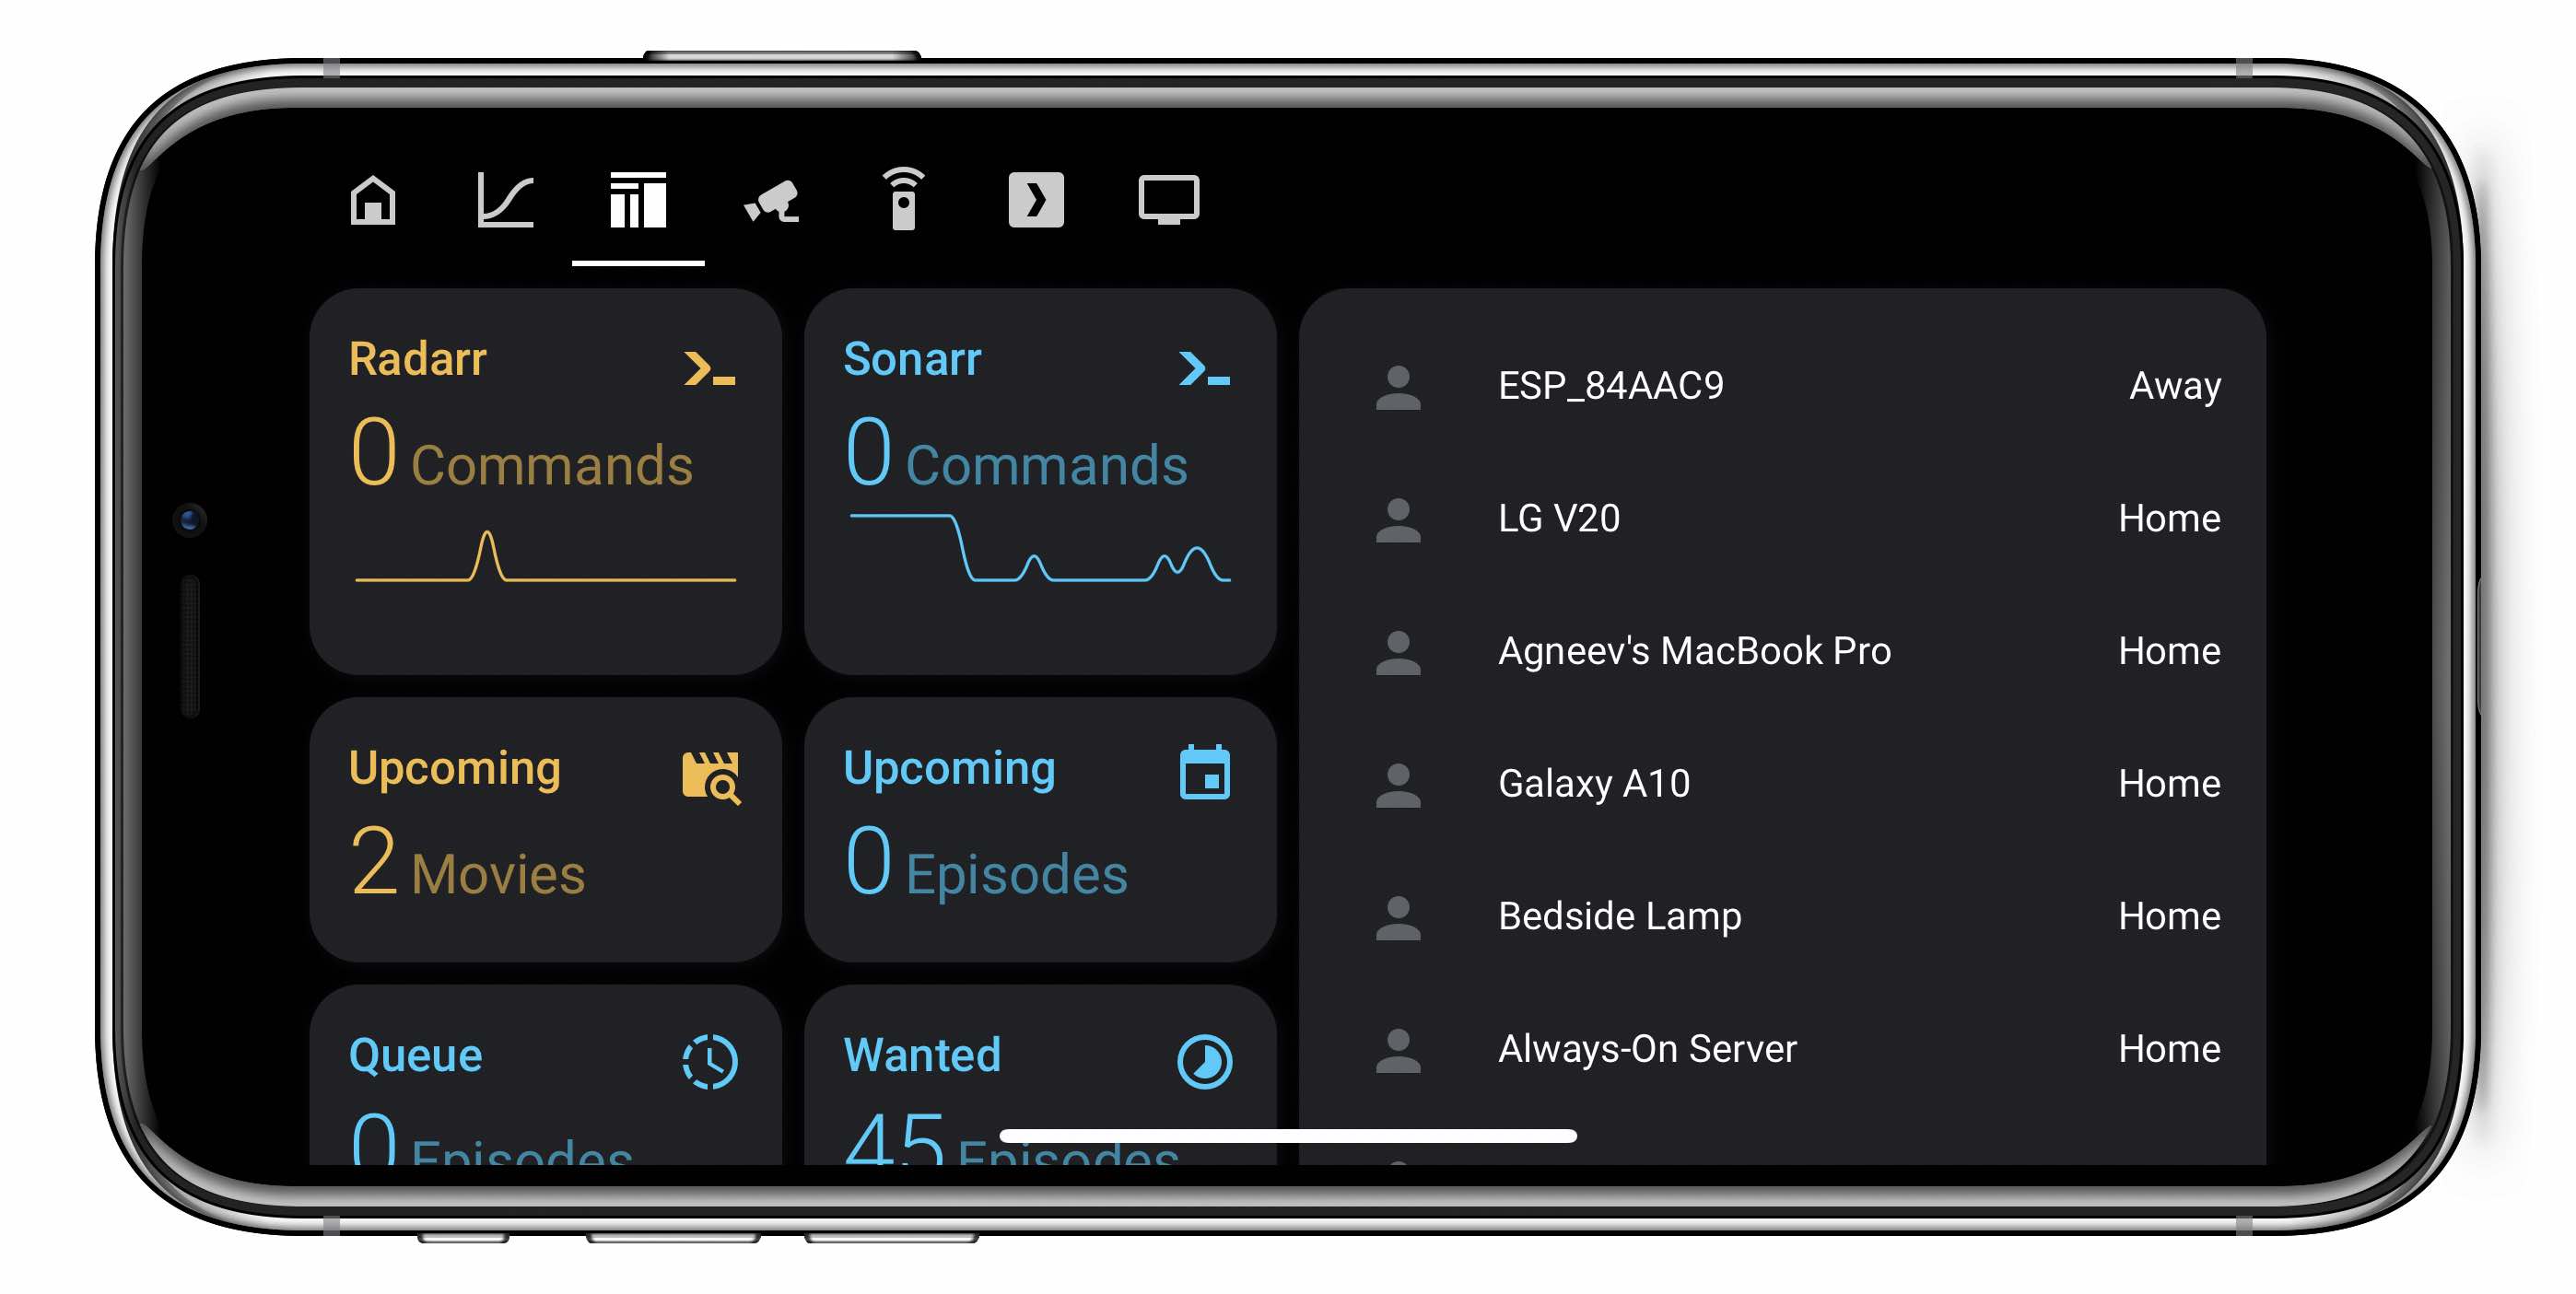 Radarr
0 Commands
Sonarr
0 Commands
Upcoming
2 Movies
Upcoming
0 Episodes
Queue
0 Episodes
Wanted
45 Episodes
ESP_84AAC9 Away
LG V20 Home
Agneev's MacBook Pro Home
Galaxy A10 Home
Bedside Lamp Home
Always-On Server Home